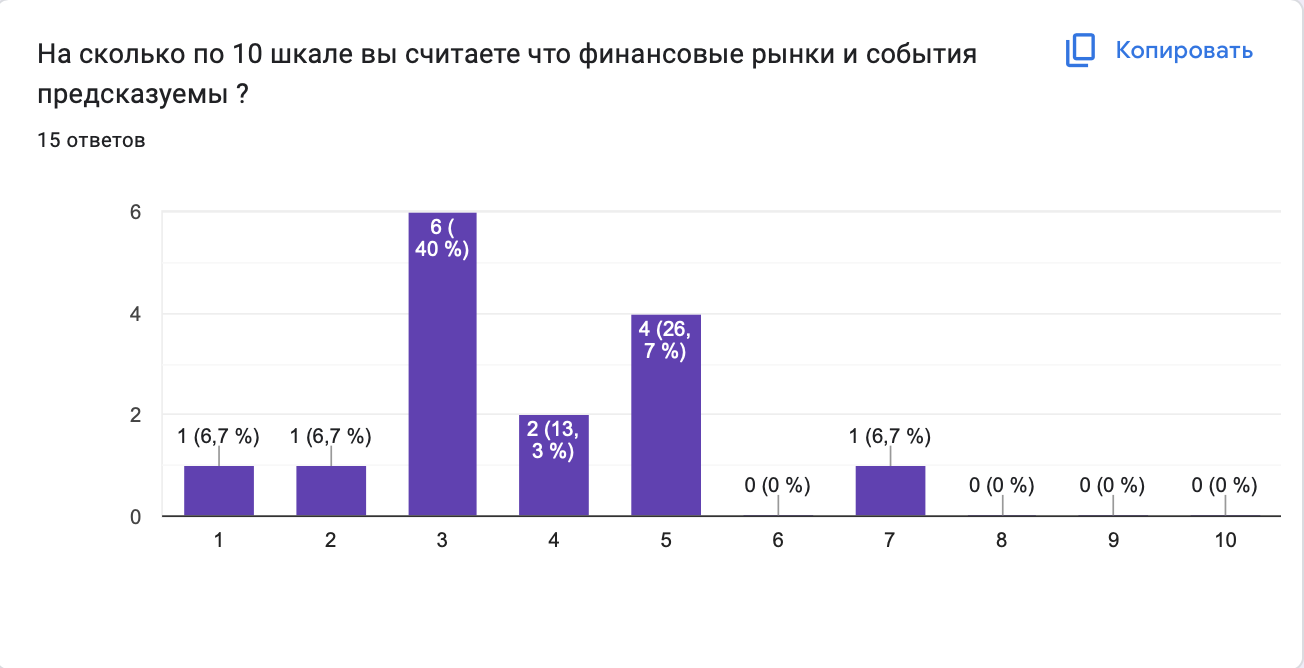 На сколько по 10 шкале вы считаете что финансовые рынки и события
предсказуемы ?
Копировать
15 ответов
6
4
2
0
1 (6,7 %)
1 (6,7 %)
6 (
40 %)
2 (13,
3 %)
4 (26,
7 %)
0 (0 %)
1 (6,7 %)
0 (0 %)
0 (0 %)
0 (0 %)
1 2 3 4 5 6 7 8 9 10